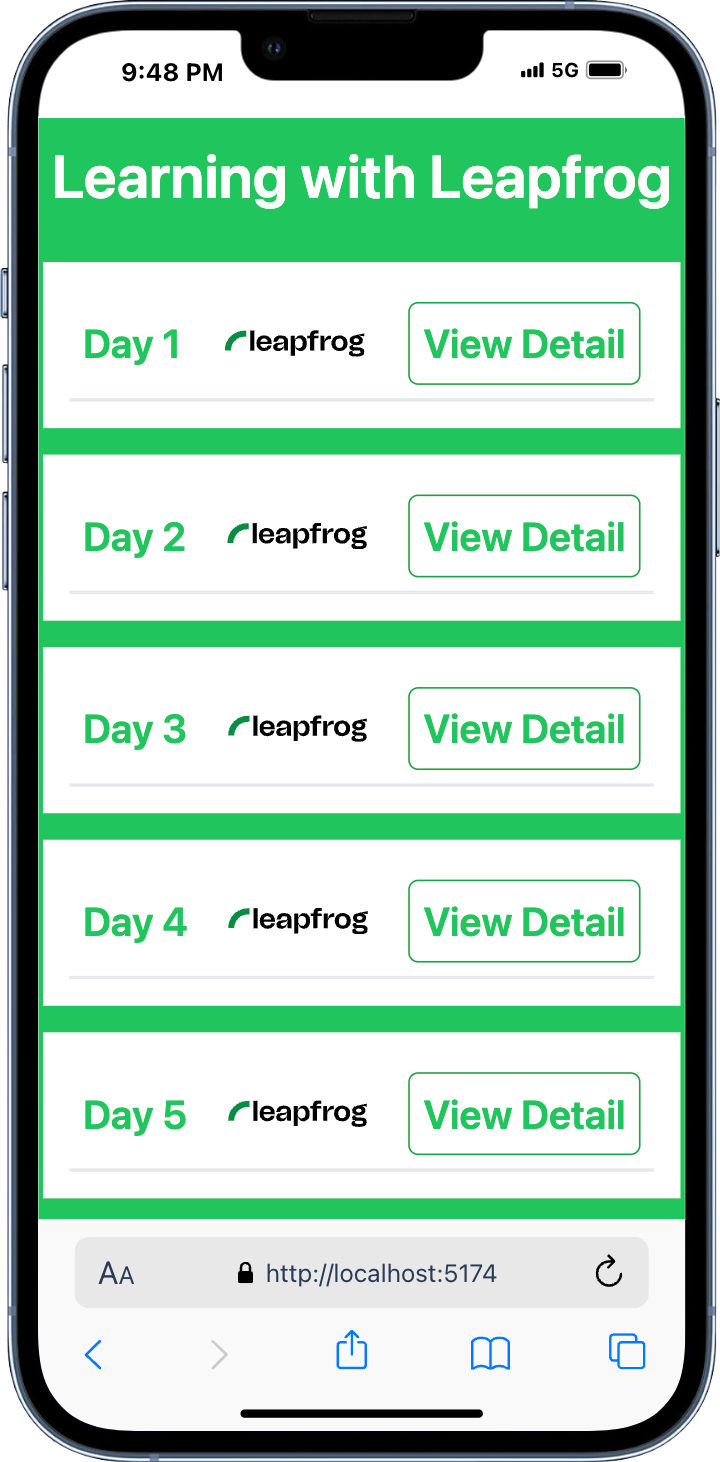 9:48 PM 5G
Learning with Leapfrog
Day 1 leapfrog View Detail
Day 2 leapfrog View Detail
Day 3 leapfrog View Detail
Day 4 leapfrog View Detail
Day 5 leapfrog View Detail
AA http://localhost:5174